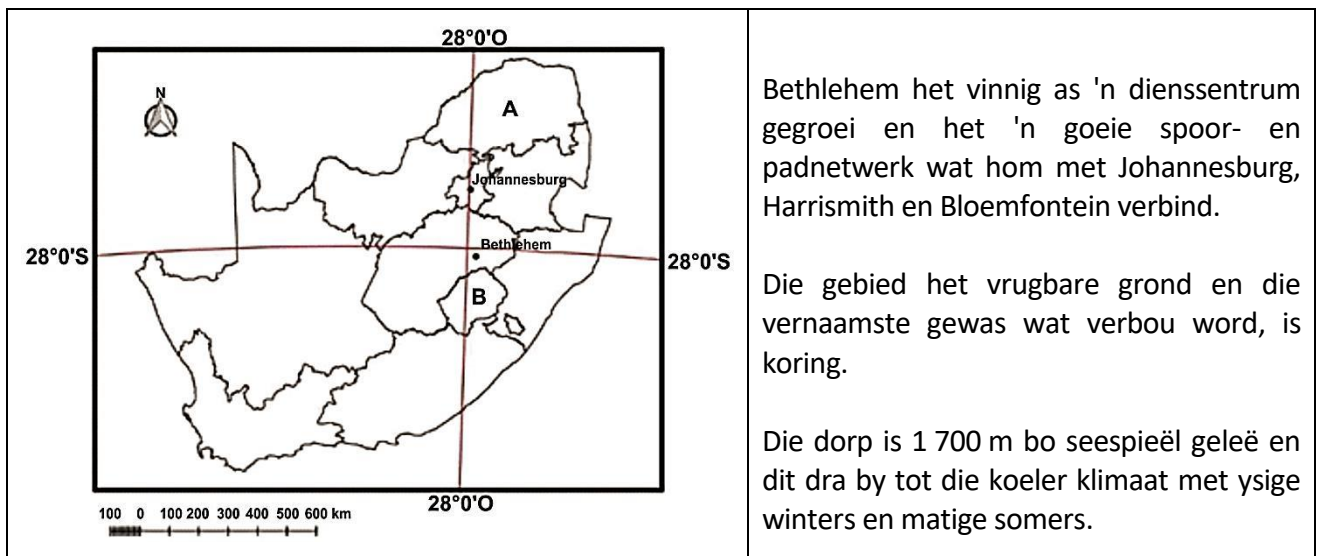 28°0'O
N
A
Johannesburg
28°0'S
Bethlehem
28°0'S
B
28°0'O
100 0 100 200 300 400 500 600 km
Bethlehem het vinnig as 'n dienssentrum
gegroei en het 'n goeie spoor- en
padnetwerk wat hom met Johannesburg,
Harrismith en Bloemfontein verbind.
Die gebied het vrugbare grond en die
vernaamste gewas wat verbou word, is
koring.
Die dorp is 1 700 m bo seespieël geleë en
dit dra by tot die koeler klimaat met ysige
winters en matige somers.